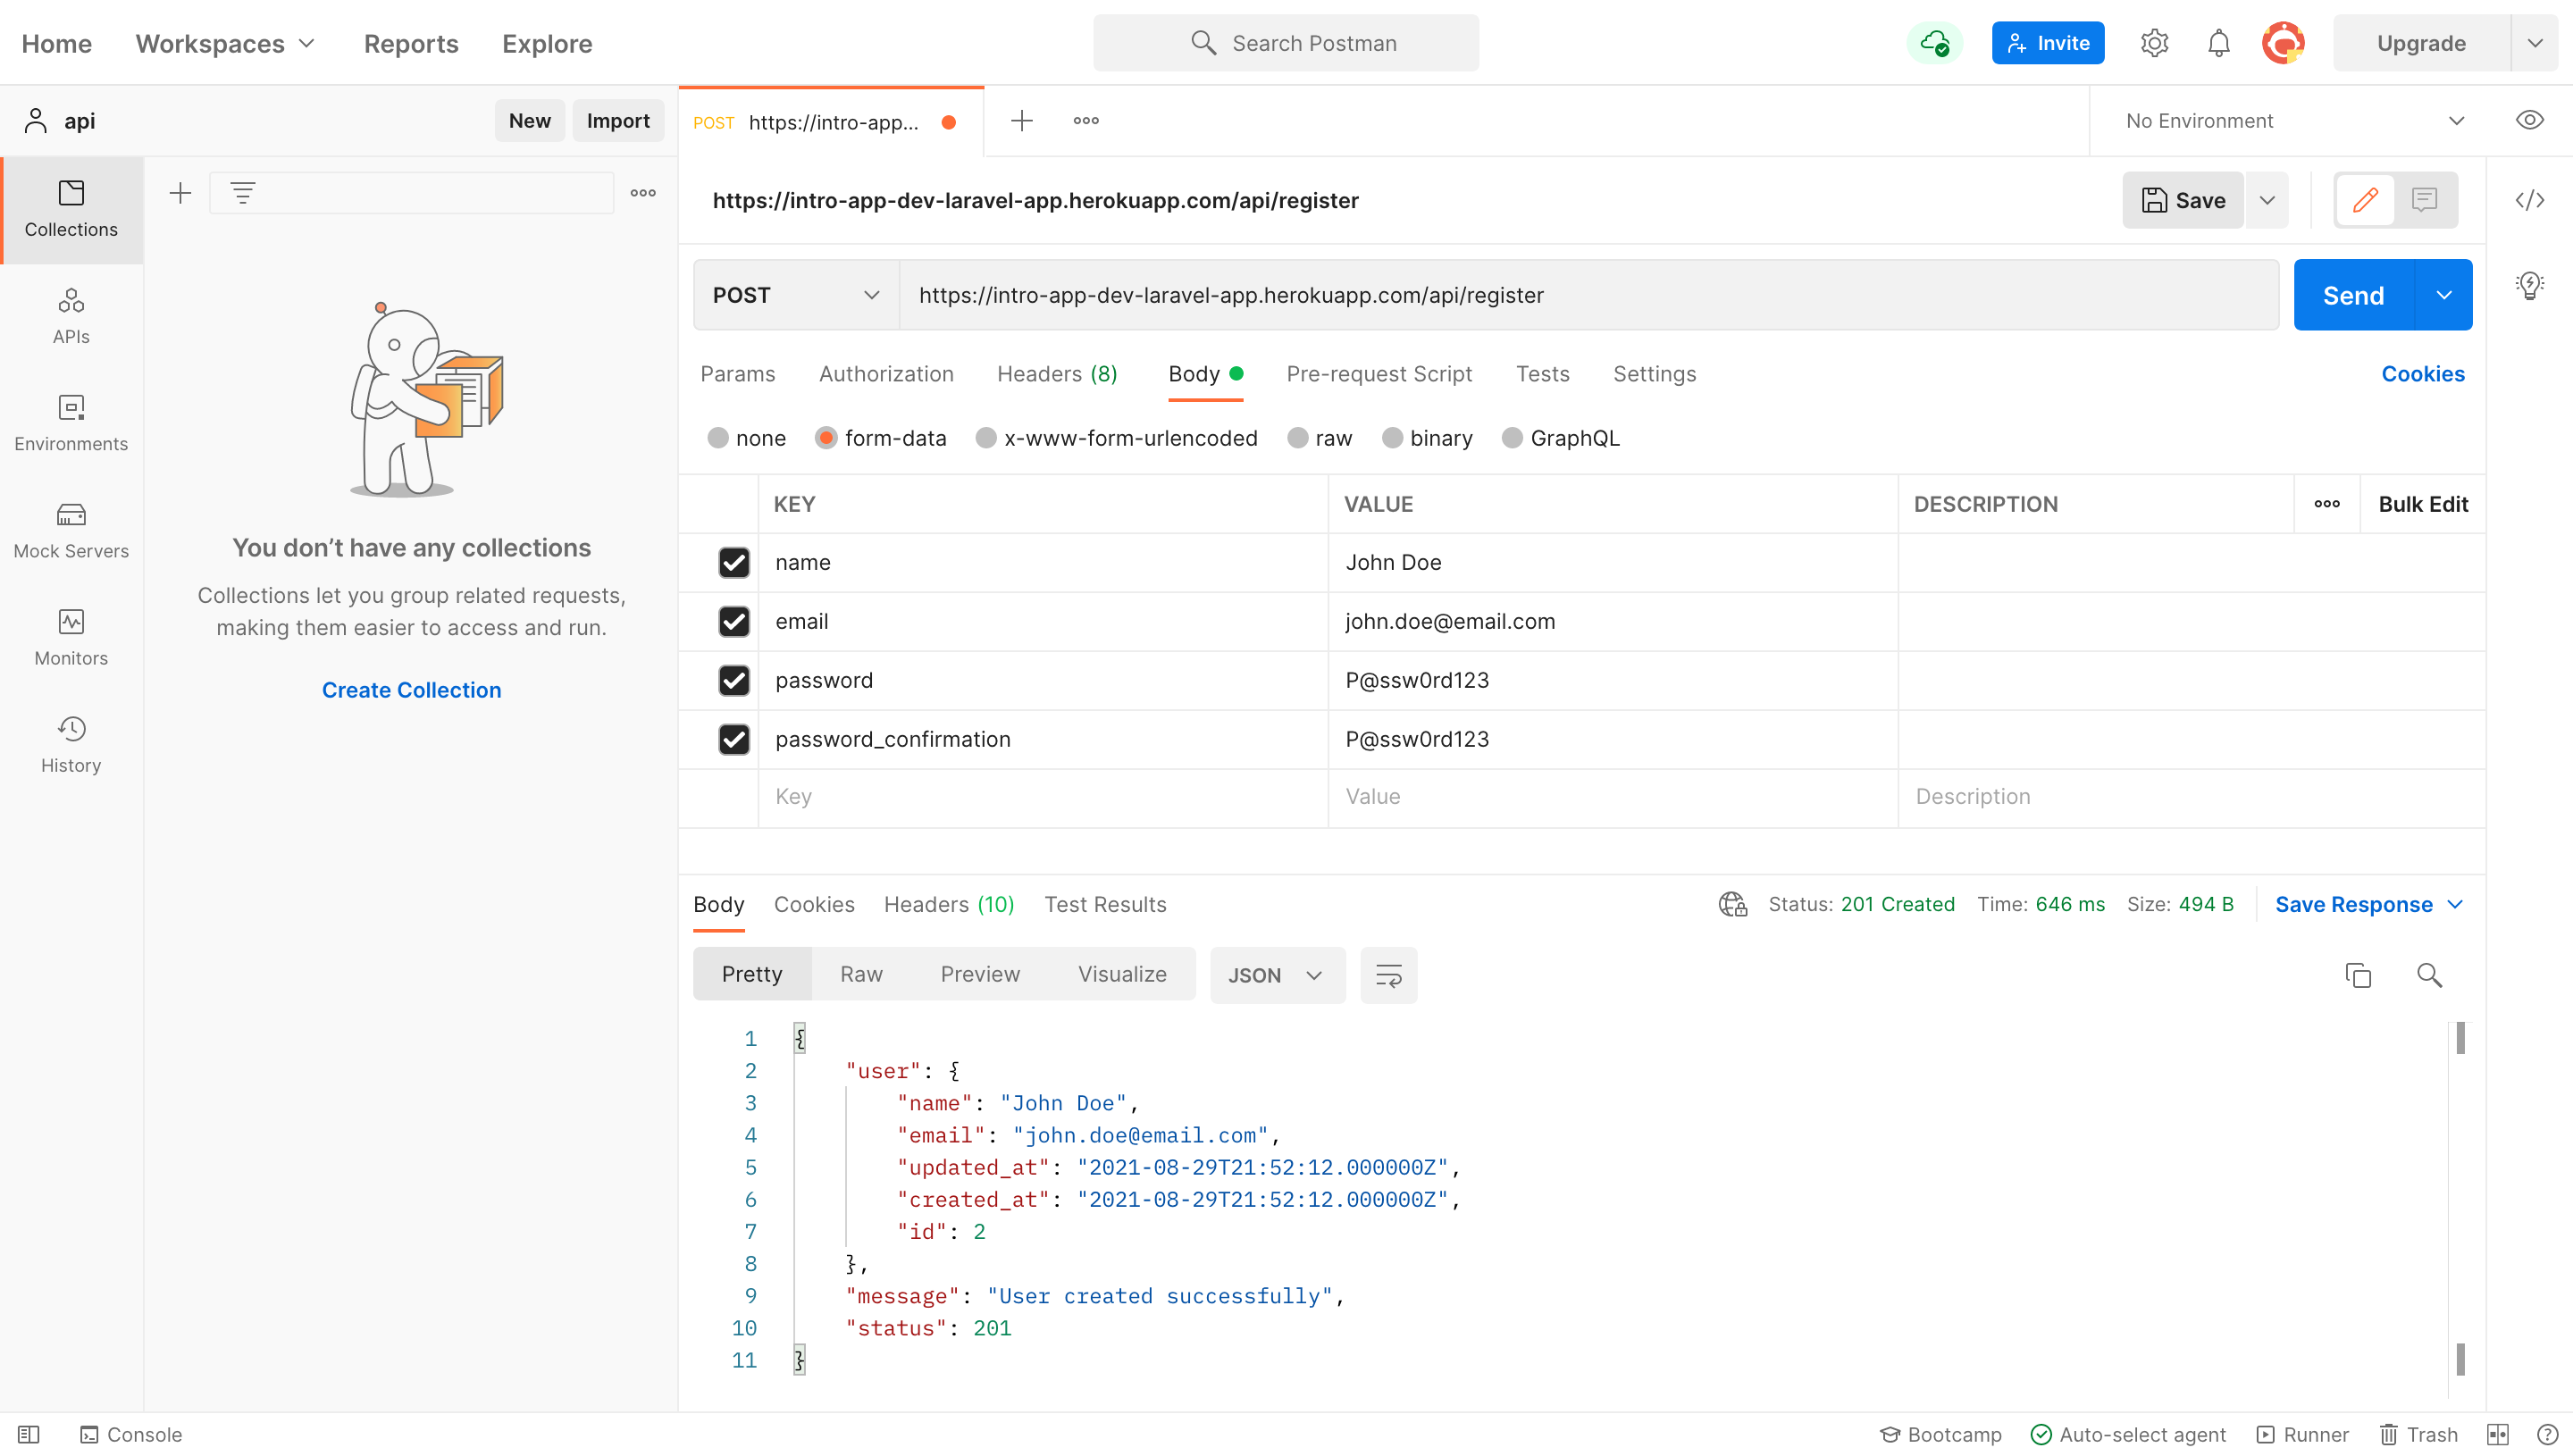 Home Workspaces Reports Explore Search Postman Invite Upgrade
api New Import POST https://intro-app... No Environment
Collections
APIs
Environments
Mock Servers
Monitors
History
You don’t have any collections
Collections let you group related requests,
making them easier to access and run.
Create Collection
https://intro-app-dev-laravel-app.herokuapp.com/api/register Save
POST https://intro-app-dev-laravel-app.herokuapp.com/api/register Send
Params Authorization Headers (8) Body Pre-request Script Tests Settings Cookies
none form-data x-www-form-urlencoded raw binary GraphQL
KEY VALUE DESCRIPTION Bulk Edit
name John Doe
email john.doe@email.com
password P@ssw0rd123
password_confirmation P@ssw0rd123
Key Value Description
Body Cookies Headers (10) Test Results Status: 201 Created Time: 646 ms Size: 494 B Save Response
Pretty Raw Preview Visualize JSON
1 {
2 "user": {
3 "name": "John Doe",
4 "email": "john.doe@email.com",
5 "updated_at": "2021-08-29T21:52:12.000000Z",
6 "created_at": "2021-08-29T21:52:12.000000Z",
7 "id": 2
8 },
9 "message": "User created successfully",
10 "status": 201
11 }
Console Bootcamp Auto-select agent Runner Trash